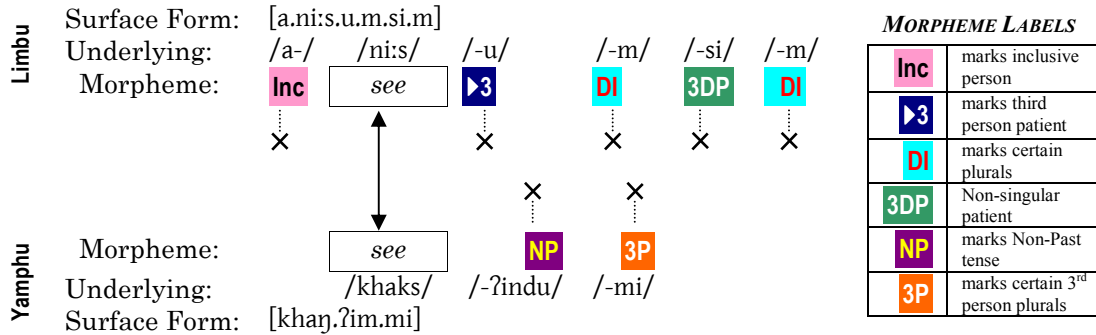 Limbu
Surface Form: [a.niːs.u.m.si.m]
Underlying: /a-/ /niːs/ /-u/ /-m/ /-si/ /-m/
Morpheme: Inc see ▶3 DI 3DP DI
Yamphu
Morpheme: see NP 3P
Underlying: /khaks/ /-ʔindu/ /-mi/
Surface Form: [khaŋ.ʔim.mi]
MORPHEME LABELS
Inc marks inclusive
person
▶3 marks third
person patient
DI marks certain
plurals
3DP Non-singular
patient
NP marks Non-Past
tense
3P marks certain 3rd
person plurals